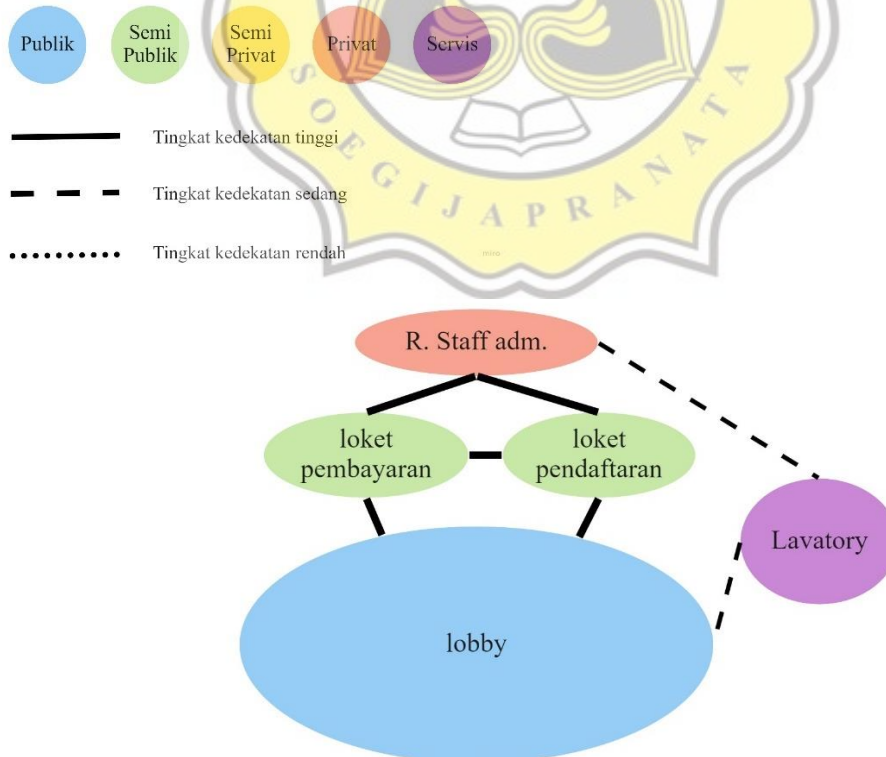 Publik
Semi
Publik
Semi
Privat
Privat
Servis
SOEGIJAPRANATA
Tingkat kedekatan tinggi
Tingkat kedekatan sedang
Tingkat kedekatan rendah
miro
R. Staff adm.
loket
pembayaran
loket
pendaftaran
Lavatory
lobby